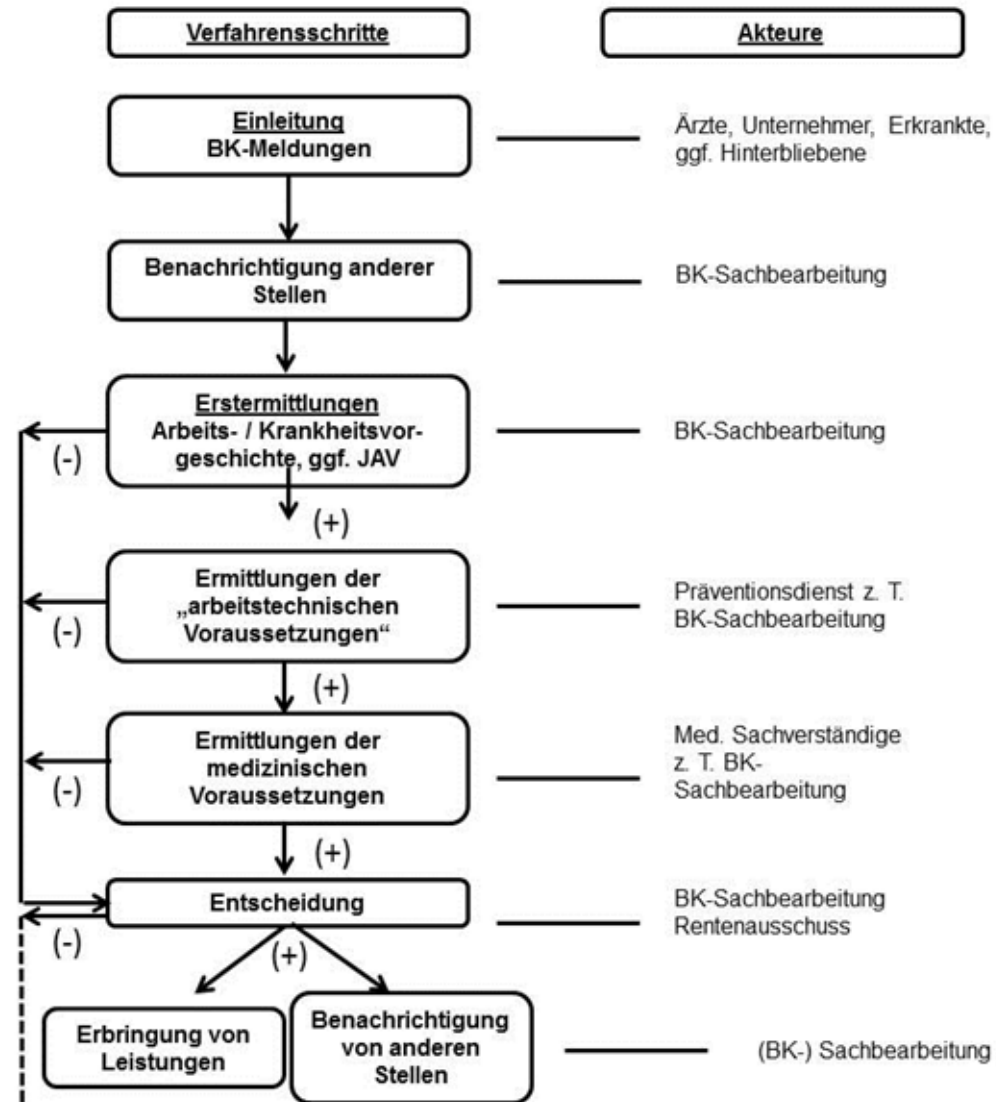 Verfahrensschritte
Akteure
Einleitung
BK-Meldungen
Ärzte, Unternehmer, Erkrankte,
ggf. Hinterbliebene
Benachrichtigung anderer
Stellen
BK-Sachbearbeitung
Erstermittlungen
Arbeits- / Krankheitsvor-
geschichte, ggf. JAV
BK-Sachbearbeitung
(-)
(+)
Ermittlungen der
„arbeitstechnischen
Voraussetzungen“
Präventionsdienst z. T.
BK-Sachbearbeitung
(-)
(+)
Ermittlungen der
medizinischen
Voraussetzungen
Med. Sachverständige
z. T. BK-
Sachbearbeitung
(-)
(+)
Entscheidung
BK-Sachbearbeitung
Rentenausschuss
(-)
(+)
Erbringung von
Leistungen
Benachrichtigung
von anderen
Stellen
(BK-) Sachbearbeitung